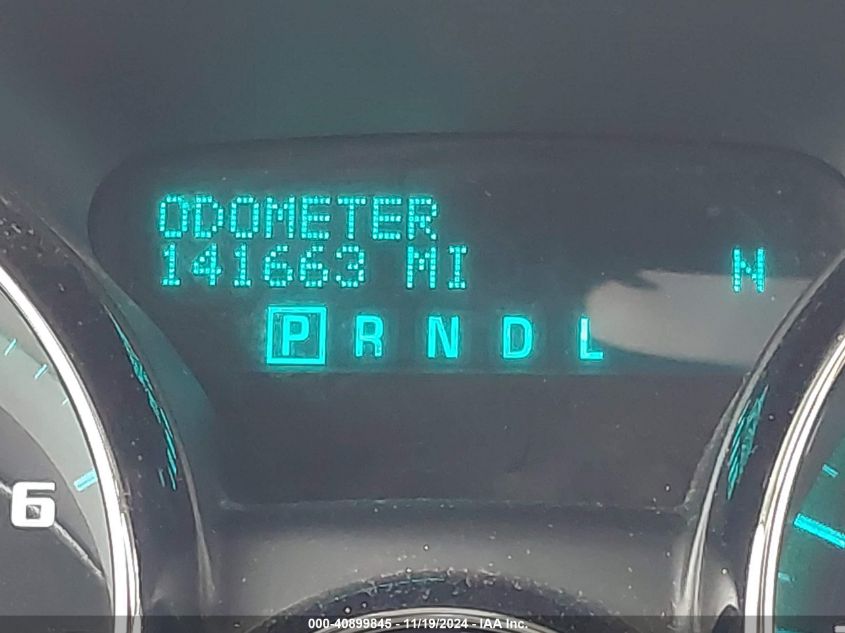 ODOMETER
141663 MI N
P R N D L
6
000-40899845 - 11/19/2024 - IAA Inc.